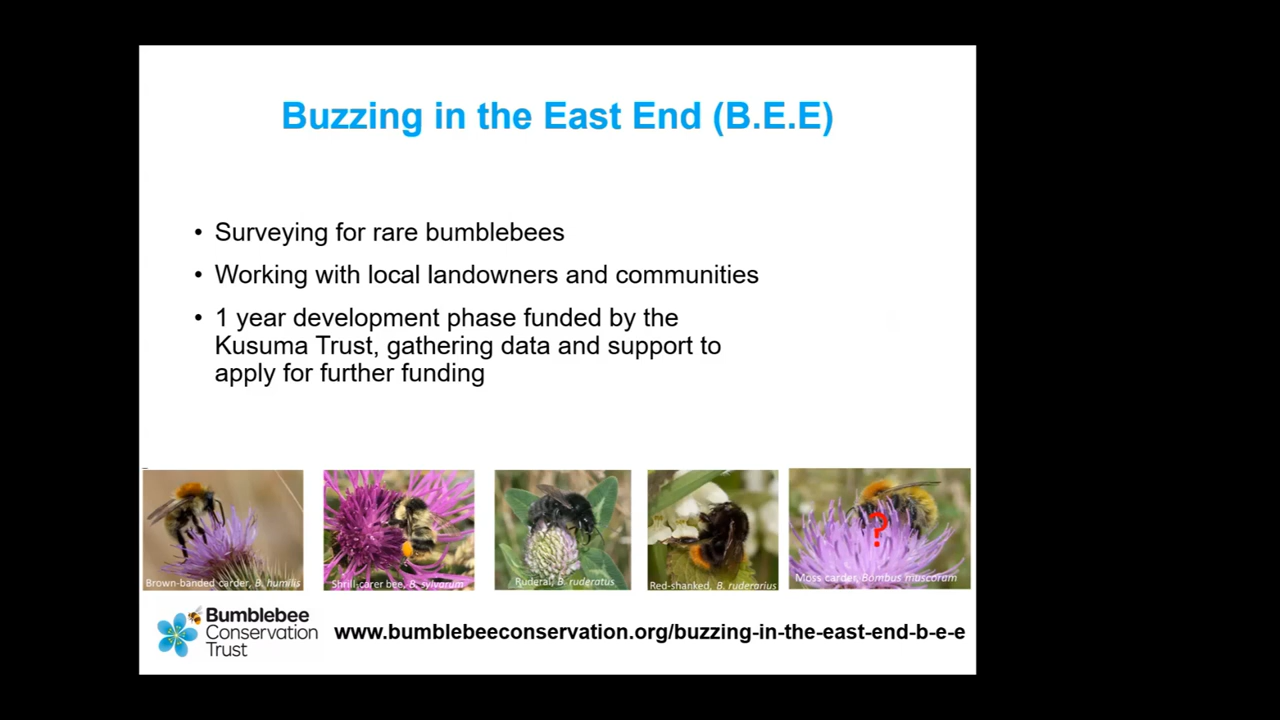 Buzzing in the East End (B.E.E)
• Surveying for rare bumblebees
• Working with local landowners and communities
• 1 year development phase funded by the
Kusuma Trust, gathering data and support to
apply for further funding
Brown-banded carder, B. humilis
Shrill carer bee, B. sylvarum
Ruderal, B. ruderatus
Red-shanked, B. ruderarius
?
Moss carder, Bombus muscorum
Bumblebee
Conservation
Trust
www.bumblebeeconservation.org/buzzing-in-the-east-end-b-e-e